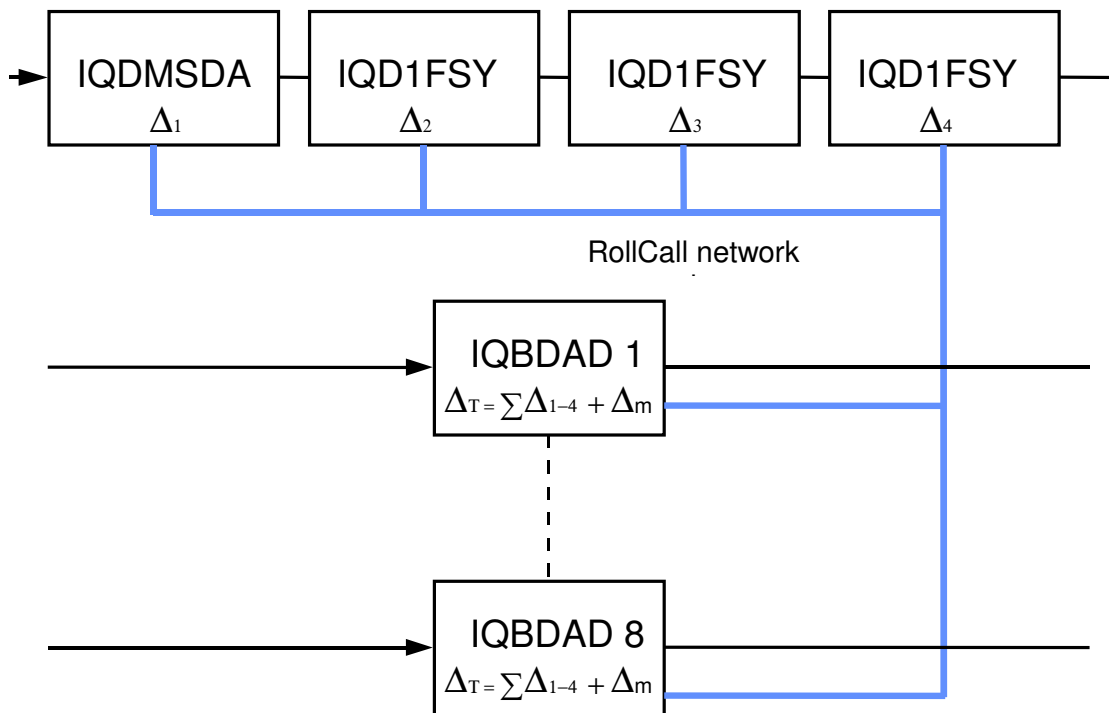 IQDMSDA IQD1FSY IQD1FSY IQD1FSY
Δ1 Δ2 Δ3 Δ4
RollCall network
IQBDAD 1
ΔT = ∑Δ1–4 + Δm
IQBDAD 8
ΔT = ∑Δ1–4 + Δm